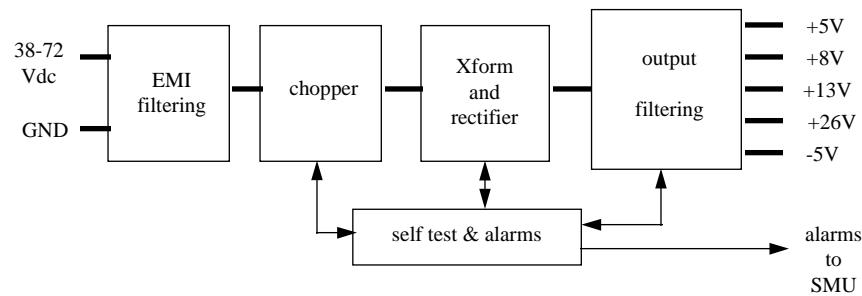 38-72
Vdc
GND
EMI
filtering
chopper
Xform
and
rectifier
output
filtering
+5V
+8V
+13V
+26V
-5V
self test & alarms
alarms
to
SMU